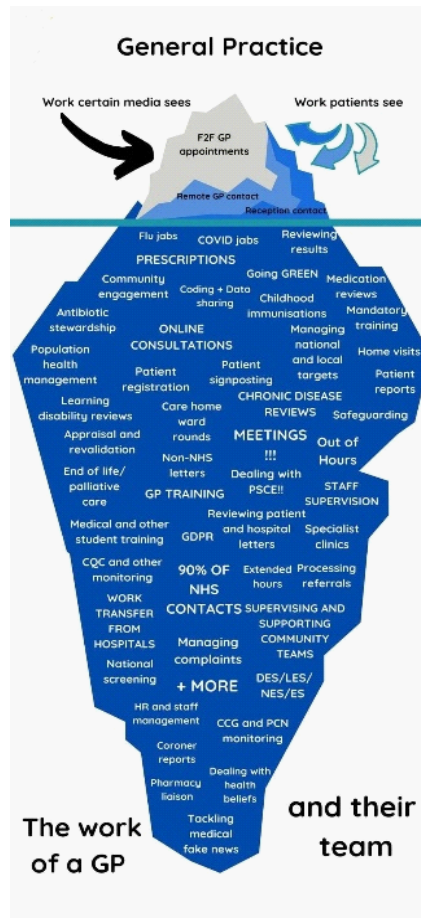 General Practice
Work certain media sees
Work patients see
F2F GP
appointments
Remote GP contact
Reception contact
Flu jabs
COVID jabs
Reviewing
results
PRESCRIPTIONS
Going GREEN
Community
engagement
Coding + Data
sharing
Medication
reviews
Childhood
immunisations
Antibiotic
stewardship
Mandatory
training
ONLINE
CONSULTATIONS
Managing
national
and local
targets
Home visits
Population
health
management
Patient
registration
Patient
signposting
Patient
reports
Learning
disability reviews
CHRONIC DISEASE
REVIEWS
Care home
ward
rounds
Safeguarding
Appraisal and
revalidation
MEETINGS
!!!
Out of
Hours
Non-NHS
letters
End of life/
palliative
care
Dealing with
PSCE!!
GP TRAINING
STAFF
SUPERVISION
Reviewing patient
and hospital
letters
Medical and other
student training
GDPR
Specialist
clinics
CQC and other
monitoring
90% OF
NHS
CONTACTS
Extended
hours
Processing
referrals
WORK
TRANSFER
FROM
HOSPITALS
SUPERVISING AND
SUPPORTING
COMMUNITY
TEAMS
Managing
complaints
National
screening
+ MORE
DES/LES/
NES/ES
HR and staff
management
CCG and PCN
monitoring
Coroner
reports
Pharmacy
liaison
Dealing with
health
beliefs
Tackling
medical
fake news
The work
of a GP
and their
team